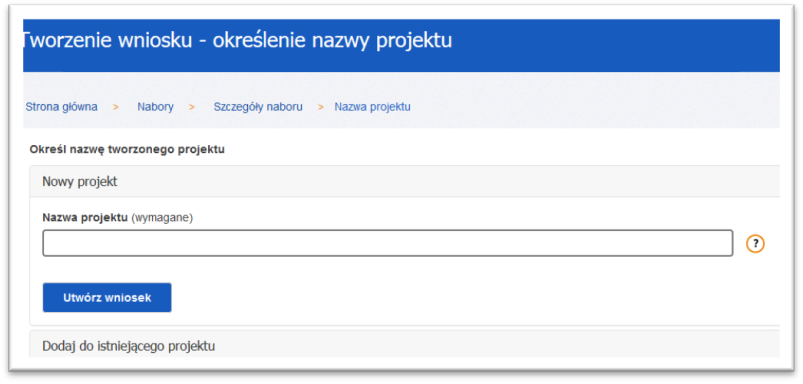 Tworzenie wniosku - określenie nazwy projektu
Strona główna > Nabory > Szczegóły naboru > Nazwa projektu
Określ nazwę tworzonego projektu
Nowy projekt
Nazwa projektu (wymagane)
?
Utwórz wniosek
Dodaj do istniejącego projektu